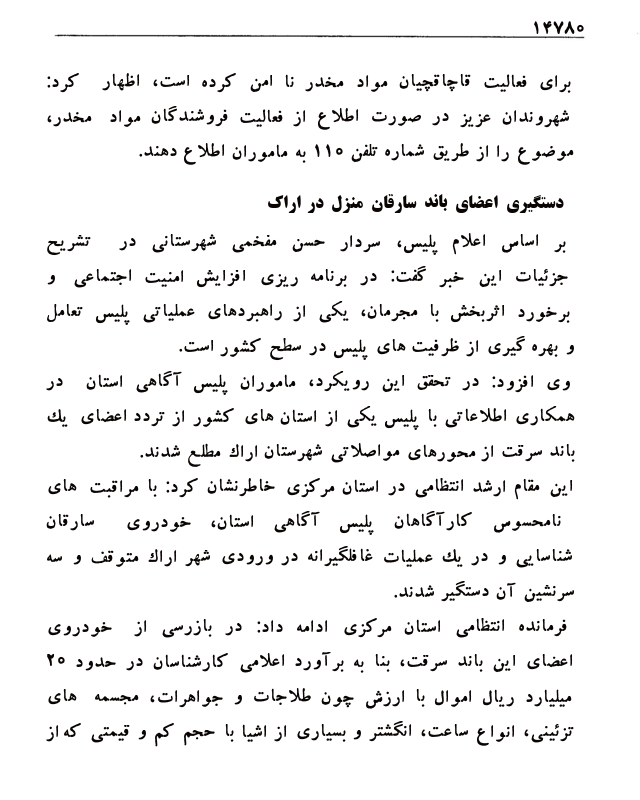 ۱۴۷۸۰
برای فعالیت قاچاقچیان مواد مخدر نا امن کرده است، اظهار کرد:
شهروندان عزیز در صورت اطلاع از فعالیت فروشندگان مواد مخدر،
موضوع را از طریق شماره تلفن ۱۱۰ به ماموران اطلاع دهند.
دستگیری اعضای باند سارقان منزل در اراک
بر اساس اعلام پلیس، سردار حسن مفخمی شهرستانی در تشریح
جزئیات این خبر گفت: در برنامه ریزی افزایش امنیت اجتماعی و
برخورد اثربخش با مجرمان، یکی از راهبردهای عملیاتی پلیس تعامل
و بهره گیری از ظرفیت های پلیس در سطح کشور است.
وی افزود: در تحقق این رویکرد، ماموران پلیس آگاهی استان در
همکاری اطلاعاتی با پلیس یکی از استان های کشور از تردد اعضای یك
باند سرقت از محورهای مواصلاتی شهرستان اراك مطلع شدند.
این مقام ارشد انتظامی در استان مرکزی خاطرنشان کرد: با مراقبت های
نامحسوس کارآگاهان پلیس آگاهی استان، خودروی سارقان
شناسایی و در یك عملیات غافلگیرانه در ورودی شهر اراك متوقف و سه
سرنشین آن دستگیر شدند.
فرمانده انتظامی استان مرکزی ادامه داد: در بازرسی از خودروی
اعضای این باند سرقت، بنا به برآورد اعلامی کارشناسان در حدود ۲۰
میلیارد ریال اموال با ارزش چون طلاجات و جواهرات، مجسمه های
تزئینی، انواع ساعت، انگشتر و بسیاری از اشیا با حجم کم و قیمتی که از